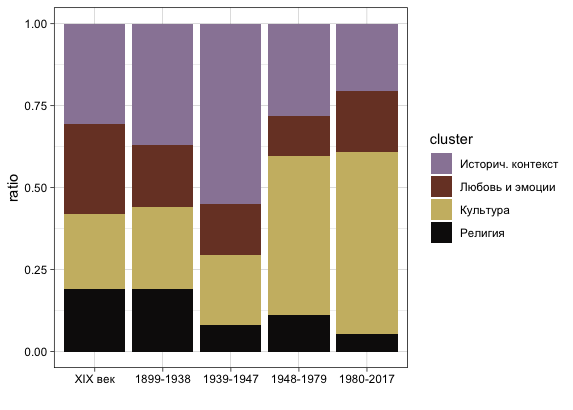 1.00
0.75
0.50
0.25
0.00
ratio
XIX век
1899-1938
1939-1947
1948-1979
1980-2017
cluster
Историч. контекст
Любовь и эмоции
Культура
Религия